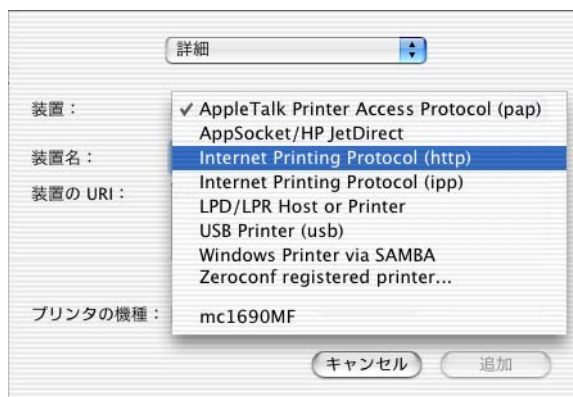 詳細
装置：
✓ AppleTalk Printer Access Protocol (pap)
AppSocket/HP JetDirect
装置名：
Internet Printing Protocol (http)
装置の URI：
Internet Printing Protocol (ipp)
LPD/LPR Host or Printer
USB Printer (usb)
Windows Printer via SAMBA
Zeroconf registered printer...
プリンタの機種：
mc1690MF
キャンセル
追加